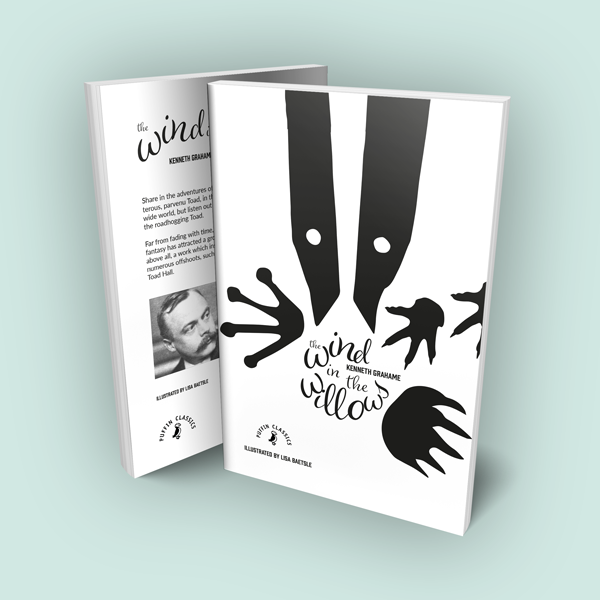 the
wind
KENNETH GRAHAME
Share in the adventures
terous, parvenu Toad, in
wide world, but listen out
the roadhogging Toad.
Far from fading with time,
fantasy has attracted a
above all, a work which
numerous offshoots, such
Toad Hall.
ILLUSTRATED BY LISA BAETSLE
PUFFIN CLASSICS
the wind
KENNETH GRAHAME
in the
willows
PUFFIN CLASSICS
ILLUSTRATED BY LISA BAETSLE